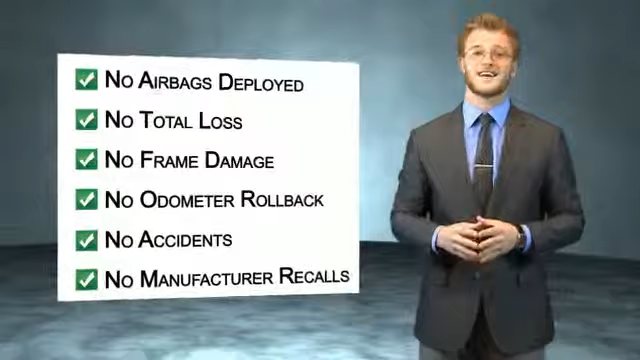 No Airbags Deployed
No Total Loss
No Frame Damage
No Odometer Rollback
No Accidents
No Manufacturer Recalls